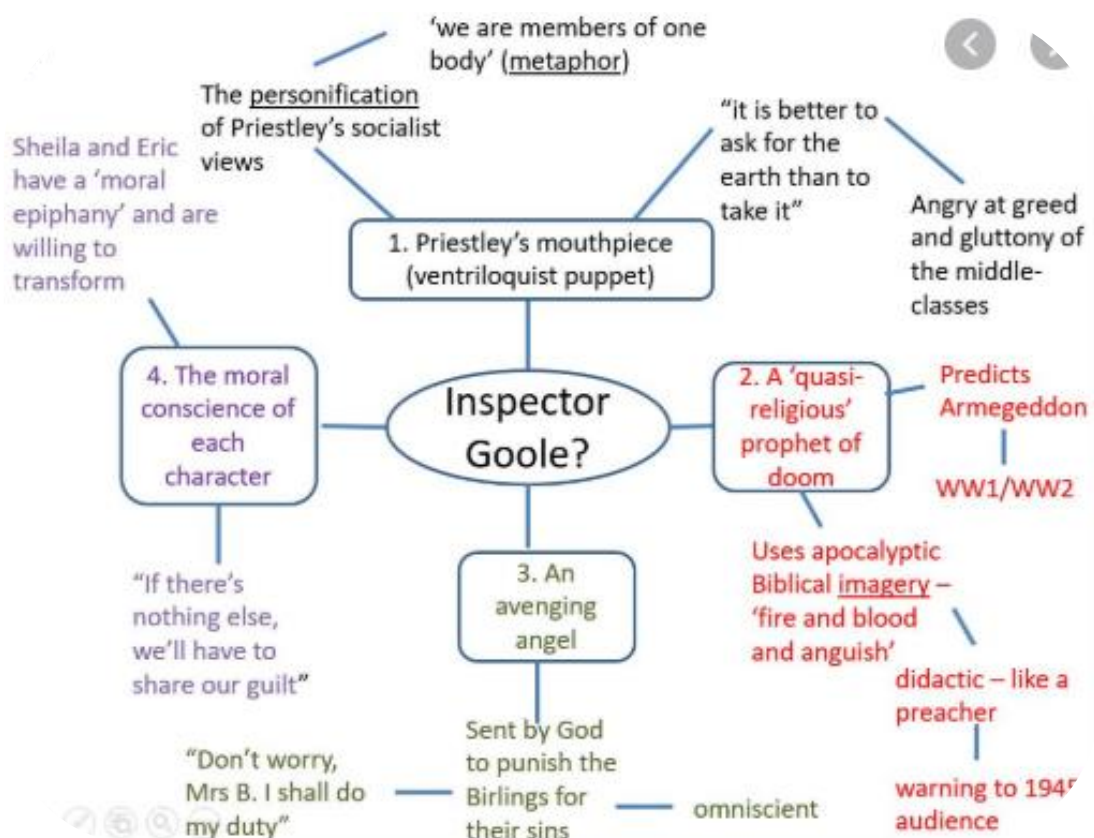 ‘we are members of one
body’ (metaphor)
The personification
of Priestley’s socialist
views
“it is better to
ask for the
earth than to
take it”
Angry at greed
and gluttony of
the middle-
classes
Sheila and Eric
have a ‘moral
epiphany’ and are
willing to
transform
1. Priestley’s mouthpiece
(ventriloquist puppet)
4. The moral
conscience of
each
character
Inspector
Goole?
2. A ‘quasi-
religious’
prophet of
doom
Predicts
Armegeddon
WW1/WW2
“If there’s
nothing else,
we’ll have to
share our guilt”
3. An
avenging
angel
Uses apocalyptic
Biblical imagery –
‘fire and blood
and anguish’
didactic – like a
preacher
warning to
audience
“Don’t worry,
Mrs B. I shall do
my duty”
Sent by God
to punish the
Birlings for
their sins
omniscient